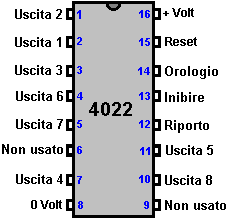 Uscita 2 1 16 + Volt
Uscita 1 2 15 Reset
Uscita 3 3 14 Orologio
Uscita 6 4 13 Inibire
4022
Uscita 7 5 12 Riporto
Non usato 6 11 Uscita 5
Uscita 4 7 10 Uscita 8
0 Volt 8 9 Non usato